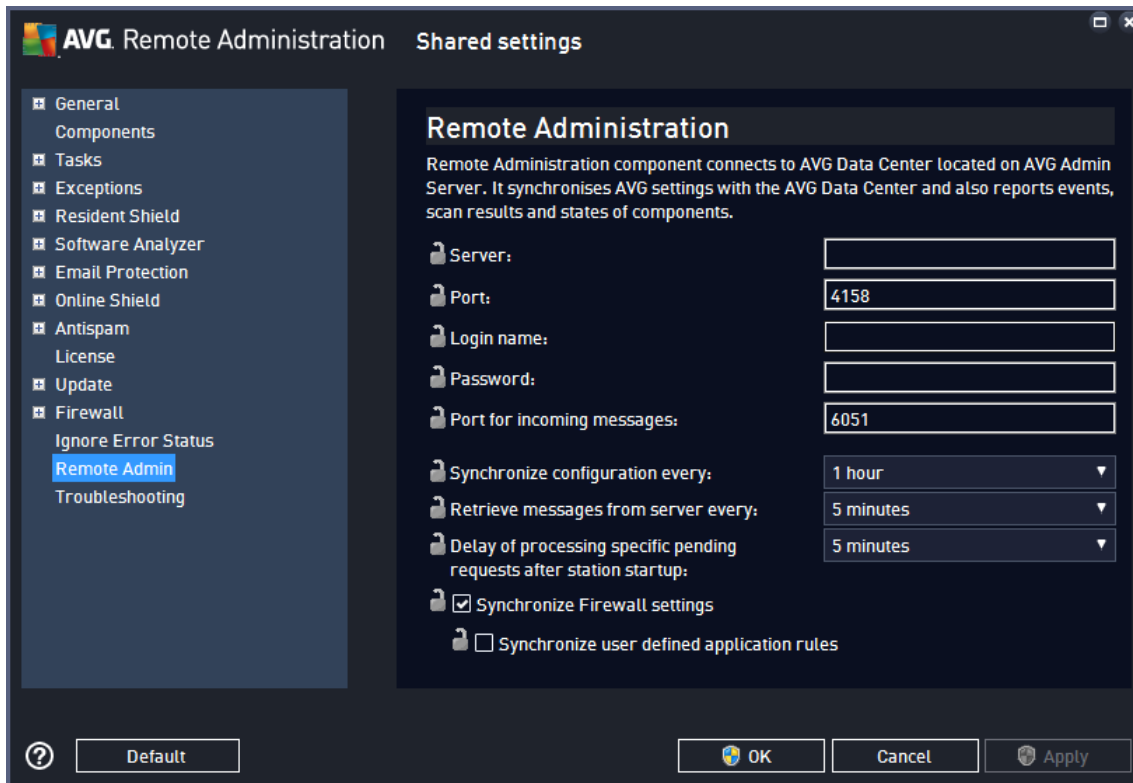 AVG. Remote Administration Shared settings
General
Components
Tasks
Exceptions
Resident Shield
Software Analyzer
Email Protection
Online Shield
Antispam
License
Update
Firewall
Ignore Error Status
Remote Admin
Troubleshooting
Remote Administration
Remote Administration component connects to AVG Data Center located on AVG Admin
Server. It synchronises AVG settings with the AVG Data Center and also reports events,
scan results and states of components.
Server:
Port: 4158
Login name:
Password:
Port for incoming messages: 6051
Synchronize configuration every: 1 hour
Retrieve messages from server every: 5 minutes
Delay of processing specific pending 5 minutes
requests after station startup:
Synchronize Firewall settings
Synchronize user defined application rules
? Default OK Cancel Apply